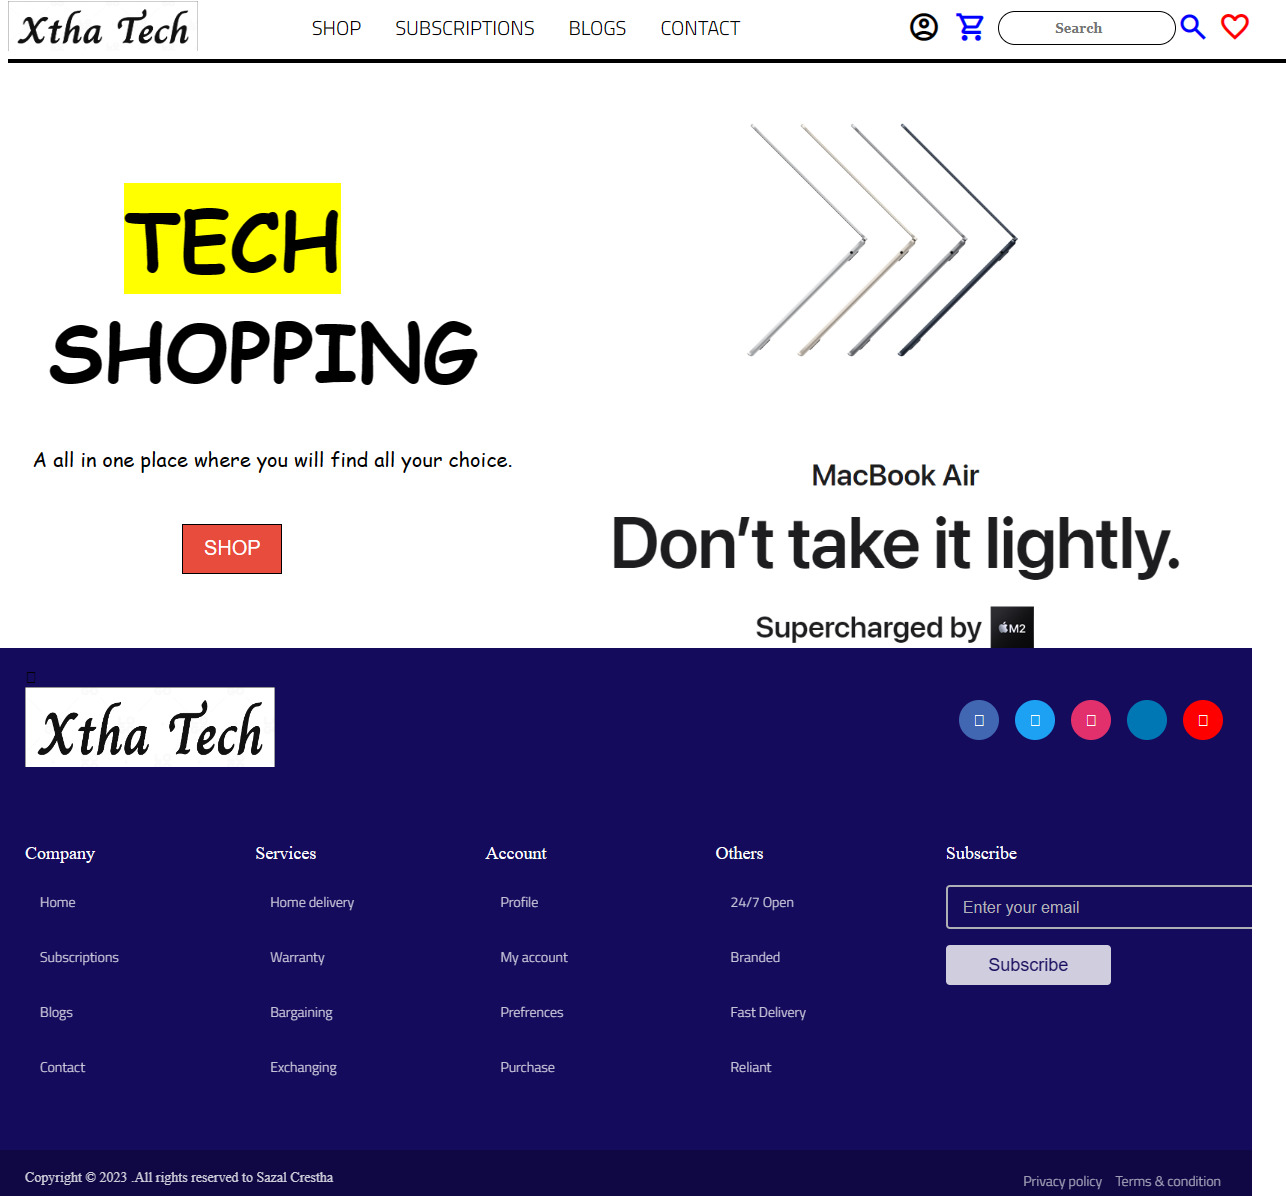 Xtha Tech SHOP SUBSCRIPTIONS BLOGS CONTACT Search
TECH
SHOPPING
A all in one place where you will find all your choice.
SHOP
MacBook Air
Don’t take it lightly.
Supercharged by M2
Xtha Tech
Company Services Account Others Subscribe
Home Home delivery Profile 24/7 Open Enter your email
Subscriptions Warranty My account Branded Subscribe
Blogs Bargaining Prefrences Fast Delivery
Contact Exchanging Purchase Reliant
Copyright © 2023 .All rights reserved to Sazal Crestha Privacy policy Terms & condition